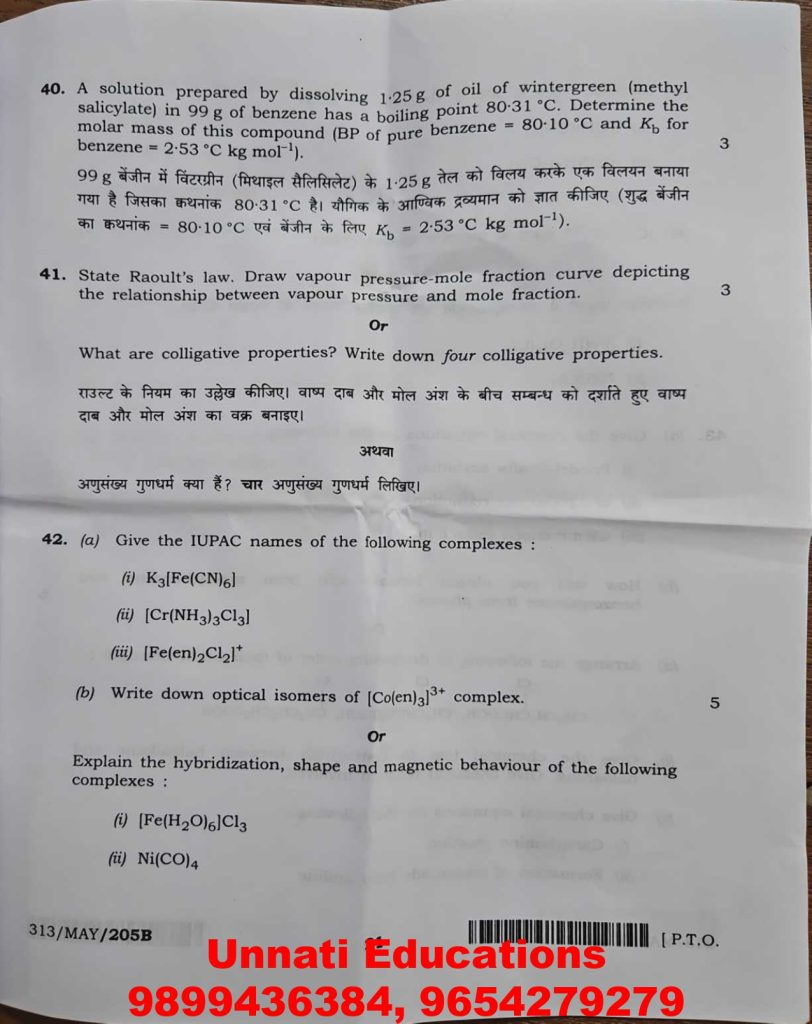 40. A solution prepared by dissolving 1·25 g of oil of wintergreen (methyl
salicylate) in 99 g of benzene has a boiling point 80·31 °C. Determine the
molar mass of this compound (BP of pure benzene = 80·10 °C and K_b for
benzene = 2·53 °C kg mol⁻¹). 3
99 g बेंजीन में विंटरग्रीन (मिथाइल सैलिसिलेट) के 1·25 g तेल को विलय करके एक विलयन बनाया
गया है जिसका क्वथनांक 80·31 °C है। यौगिक के आण्विक द्रव्यमान को ज्ञात कीजिए (शुद्ध बेंजीन
का क्वथनांक = 80·10 °C एवं बेंजीन के लिए K_b = 2·53 °C kg mol⁻¹).
41. State Raoult's law. Draw vapour pressure-mole fraction curve depicting
the relationship between vapour pressure and mole fraction. 3
Or
What are colligative properties? Write down four colligative properties.
राउल्ट के नियम का उल्लेख कीजिए। वाष्प दाब और मोल अंश के बीच सम्बन्ध को दर्शाते हुए वाष्प
दाब और मोल अंश का वक्र बनाइए।
अथवा
अणुसंख्य गुणधर्म क्या हैं? चार अणुसंख्य गुणधर्म लिखिए।
42. (a) Give the IUPAC names of the following complexes :
(i) K₃[Fe(CN)₆]
(ii) [Cr(NH₃)₃Cl₃]
(iii) [Fe(en)₂Cl₂]⁺
(b) Write down optical isomers of [Co(en)₃]³⁺ complex. 5
Or
Explain the hybridization, shape and magnetic behaviour of the following
complexes :
(i) [Fe(H₂O)₆]Cl₃
(ii) Ni(CO)₄
313/MAY/205B [ P.T.O.
Unnati Educations
9899436384, 9654279279